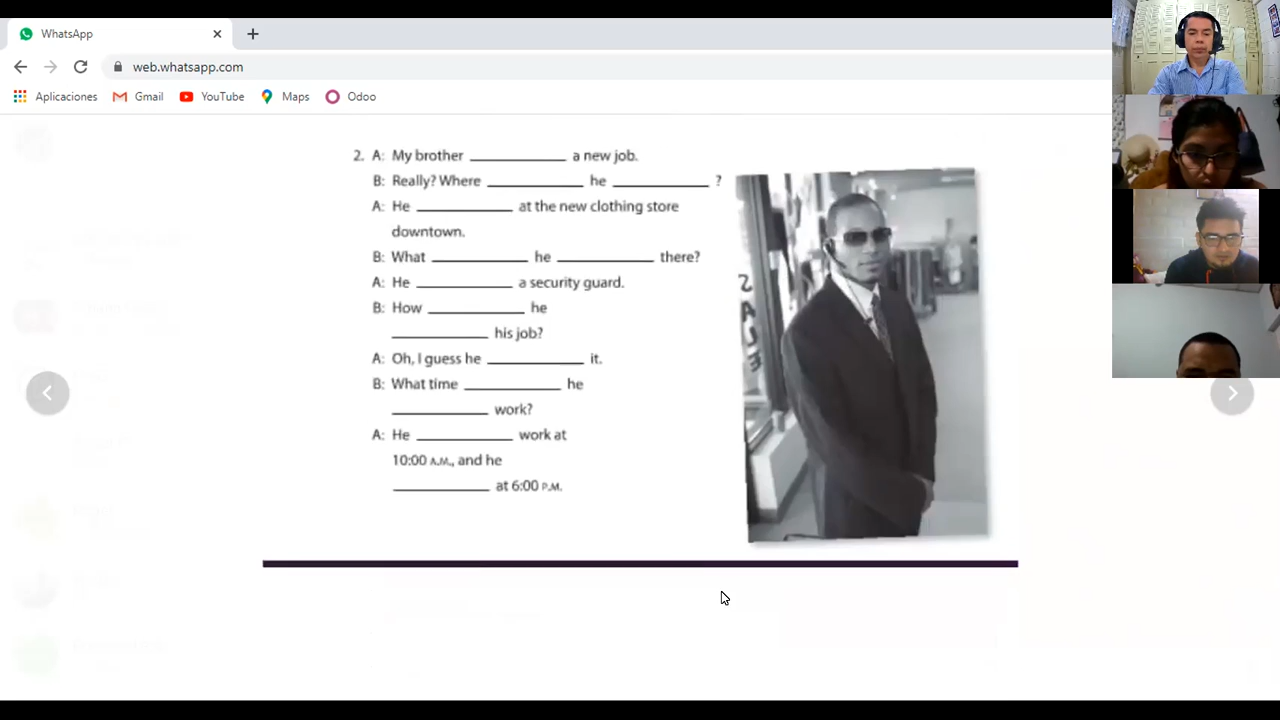 WhatsApp
web.whatsapp.com
Aplicaciones Gmail YouTube Maps Odoo
2. A: My brother ____________ a new job.
B: Really? Where ____________ he ____________ ?
A: He ____________ at the new clothing store
downtown.
B: What ____________ he ____________ there?
A: He ____________ a security guard.
B: How ____________ he
____________ his job?
A: Oh, I guess he ____________ it.
B: What time ____________ he
____________ work?
A: He ____________ work at
10:00 A.M., and he
____________ at 6:00 P.M.